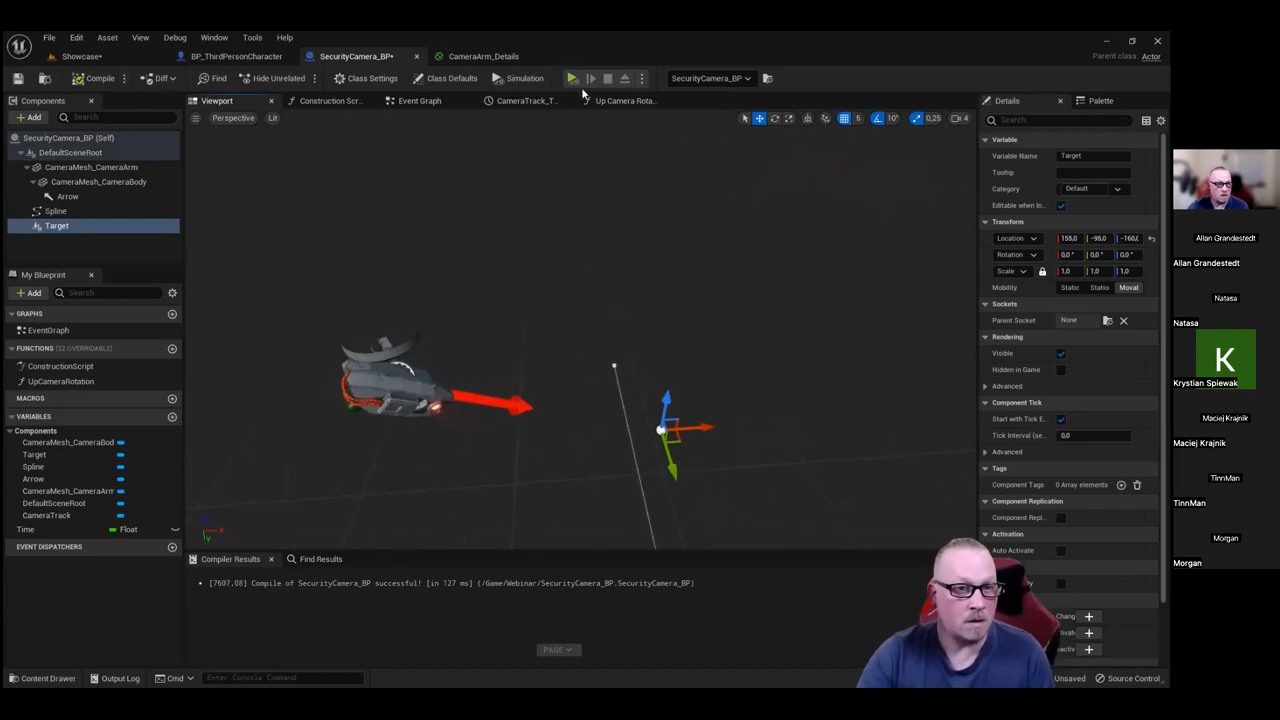 File Edit Asset View Debug Window Tools Help
Showcase• BP_ThirdPersonCharacter SecurityCamera_BP• CameraArm_Details
Parent class: Actor
Compile Diff Find Hide Unrelated Class Settings Class Defaults Simulation SecurityCamera_BP
Components
Add Search
SecurityCamera_BP (Self)
DefaultSceneRoot
CameraMesh_CameraArm
CameraMesh_CameraBody
Arrow
Spline
Target
My Blueprint
Add Search
GRAPHS
EventGraph
FUNCTIONS (22 OVERRIDABLE)
ConstructionScript
UpCameraRotation
MACROS
VARIABLES
Components
CameraMesh_CameraBod
Target
Spline
Arrow
CameraMesh_CameraArm
DefaultSceneRoot
CameraTrack
Time Float
EVENT DISPATCHERS
Viewport Construction Scr... Event Graph CameraTrack_T... Up Camera Rota...
Perspective Lit
5 10° 0,25 4
X
Y
Compiler Results Find Results
[7607,08] Compile of SecurityCamera_BP successful! [in 127 ms] (/Game/Webinar/SecurityCamera_BP.SecurityCamera_BP)
PAGE
Details Palette
Search
Variable
Variable Name Target
Tooltip
Category Default
Editable when In...
Transform
Location 155,0 -95,0 -160,(
Rotation 0,0 ° 0,0 ° 0,0 °
Scale 1,0 1,0 1,0
Mobility Static Statio Moval
Sockets
Parent Socket None
Rendering
Visible
Hidden in Game
Advanced
Component Tick
Start with Tick E
Tick Interval (se... 0,0
Advanced
Tags
Component Tags 0 Array elements
Component Replication
Component Repl...
Activation
Auto Activate
Content Drawer Output Log Cmd Enter Console Command
Unsaved Source Control
Allan Grandestedt
Allan Grandestedt
Natasa
Natasa
K
Krystian Spiewak
Maciej Krajnik
Maciej Krajnik
TinnMan
TinnMan
Morgan
Morgan